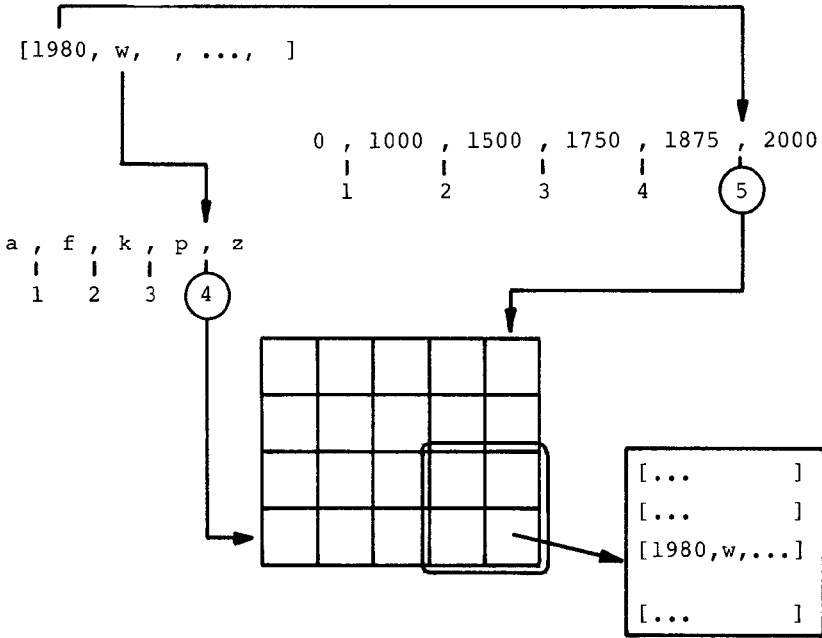 [1980, w, , ..., ]
0 , 1000 , 1500 , 1750 , 1875 , 2000
1 2 3 4 5
a , f , k , p , z
1 2 3 4
[... ]
[... ]
[1980,w,...]
[... ]